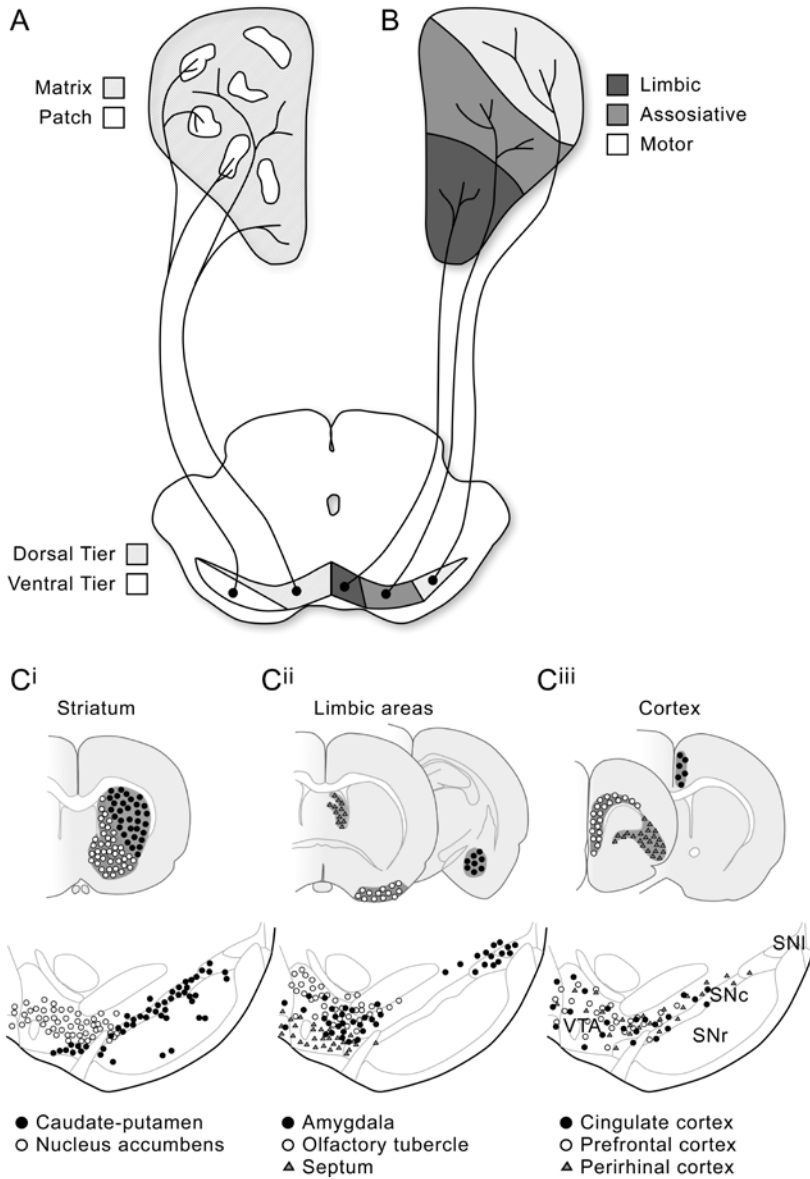 A
B
Matrix
Patch
Limbic
Assosiative
Motor
Dorsal Tier
Ventral Tier
Ci
Striatum
Cii
Limbic areas
Ciii
Cortex
SNl
SNc
VTA
SNr
Caudate-putamen
Nucleus accumbens
Amygdala
Olfactory tubercle
Septum
Cingulate cortex
Prefrontal cortex
Perirhinal cortex